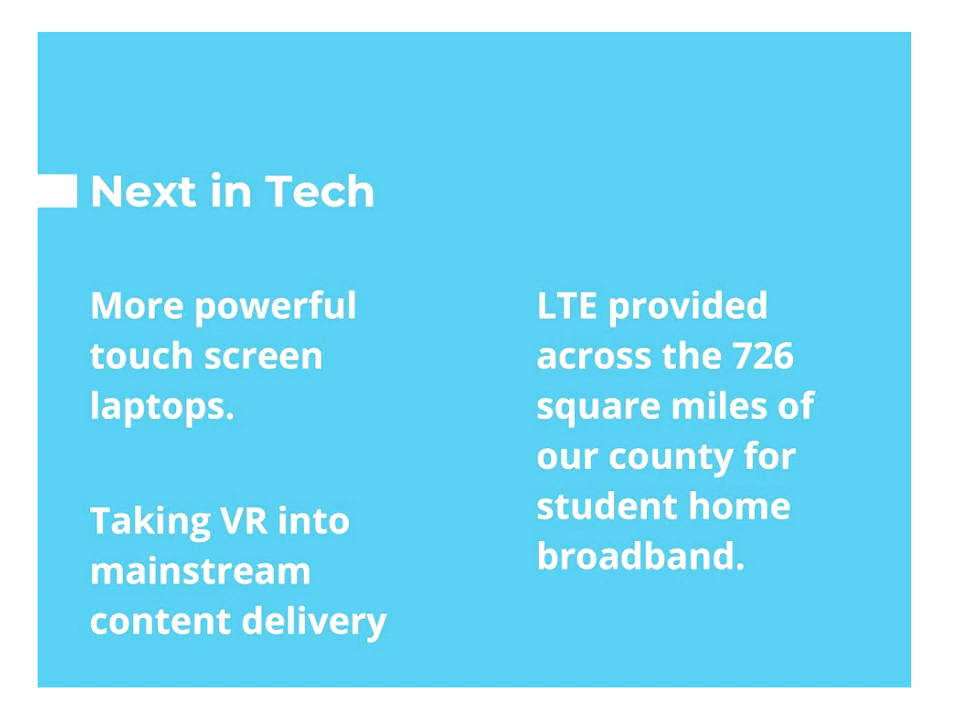 Next in Tech
More powerful
touch screen
laptops.
Taking VR into
mainstream
content delivery
LTE provided
across the 726
square miles of
our county for
student home
broadband.